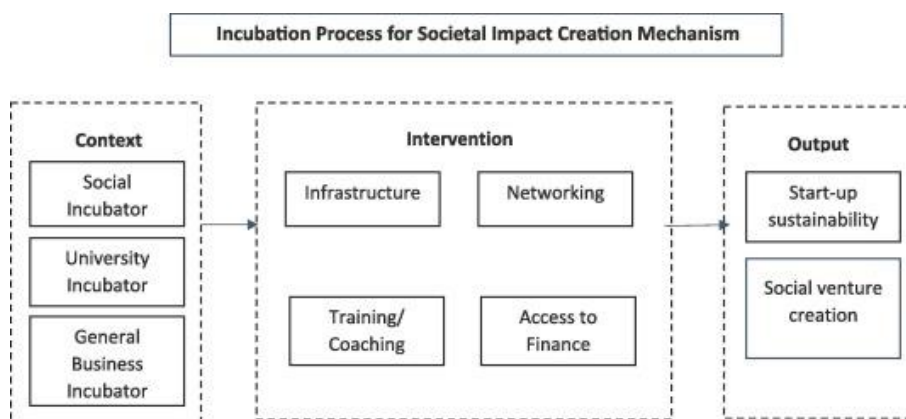 Incubation Process for Societal Impact Creation Mechanism
Context
Social
Incubator
University
Incubator
General
Business
Incubator
Intervention
Infrastructure
Networking
Training/
Coaching
Access to
Finance
Output
Start-up
sustainability
Social venture
creation